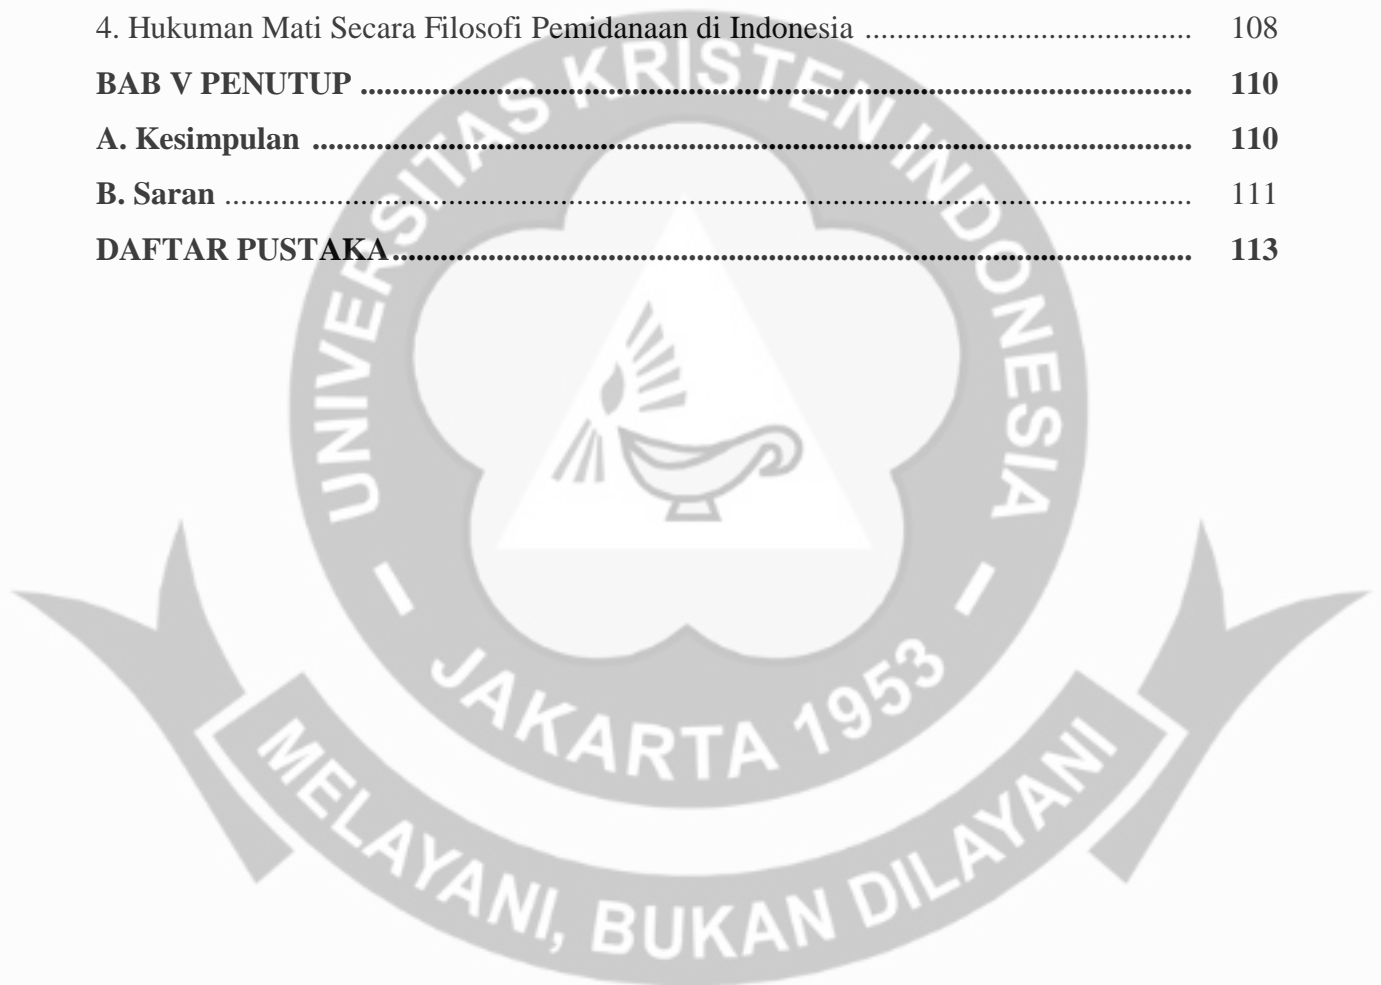 4. Hukuman Mati Secara Filosofi Pemidanaan di Indonesia ................................... 108
BAB V PENUTUP ......................................................................................................... 110
A. Kesimpulan ............................................................................................................... 110
B. Saran .......................................................................................................................... 111
DAFTAR PUSTAKA ..................................................................................................... 113
UNIVERSITAS KRISTEN INDONESIA
– JAKARTA 1953 –
MELAYANI, BUKAN DILAYANI